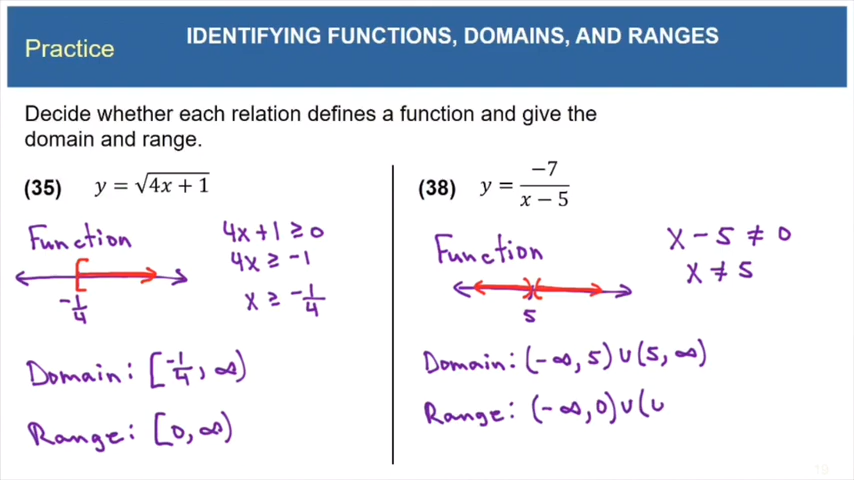 Practice
IDENTIFYING FUNCTIONS, DOMAINS, AND RANGES
Decide whether each relation defines a function and give the
domain and range.
(35) y = √(4x + 1)
Function
4x + 1 ≥ 0
4x ≥ -1
x ≥ -1/4
-1/4
Domain: [-1/4, ∞)
Range: [0, ∞)
(38) y = -7/(x - 5)
Function
x - 5 ≠ 0
x ≠ 5
5
Domain: (-∞, 5) ∪ (5, ∞)
Range: (-∞, 0) ∪ (
19